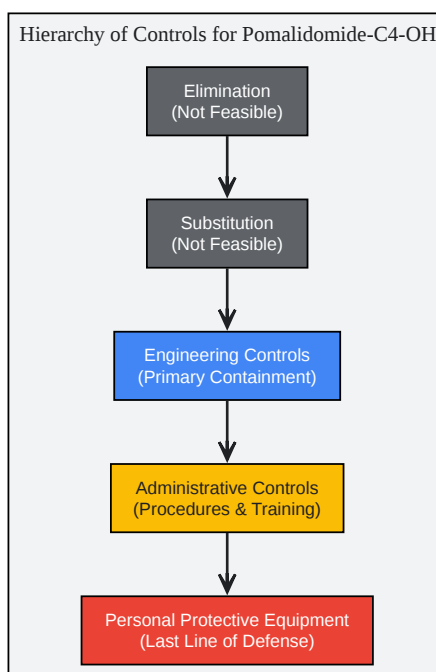 Hierarchy of Controls for Pomalidomide-C4-OH
Elimination
(Not Feasible)
Substitution
(Not Feasible)
Engineering Controls
(Primary Containment)
Administrative Controls
(Procedures & Training)
Personal Protective Equipment
(Last Line of Defense)